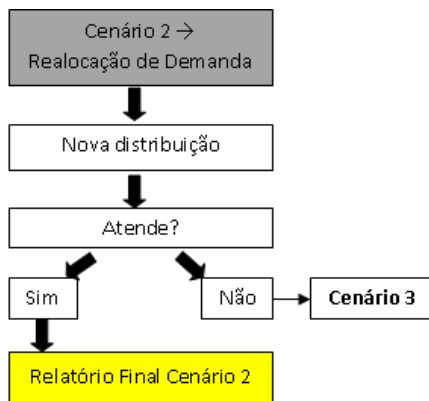 Cenário 2 →
Realocação de Demanda
Nova distribuição
Atende?
Sim
Não
Cenário 3
Relatório Final Cenário 2